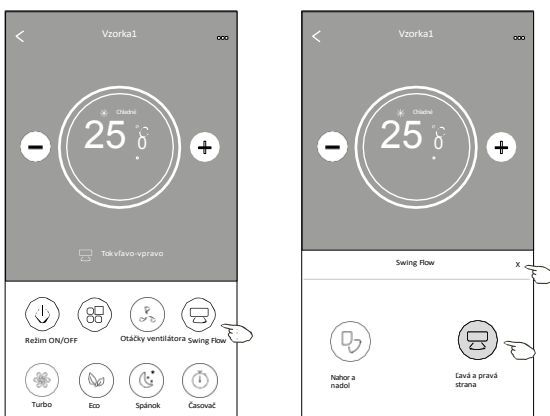 Vzorka1
Chladné
25
Tok vľavo-vpravo
Režim ON/OFF
Otáčky ventilátora
Swing Flow
Turbo
Eco
Spánok
Časovač
Vzorka1
Chladné
25
Swing Flow
x
Nahor a
nadol
Ľavá a pravá
strana